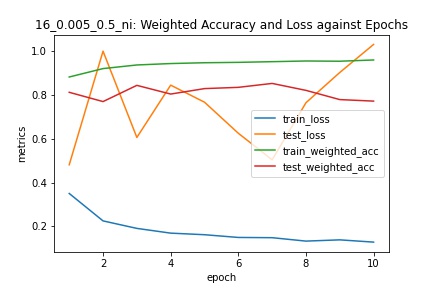 16_0.005_0.5_ni: Weighted Accuracy and Loss against Epochs
1.0
0.8
0.6
0.4
0.2
metrics
train_loss
test_loss
train_weighted_acc
test_weighted_acc
2
4
6
8
10
epoch